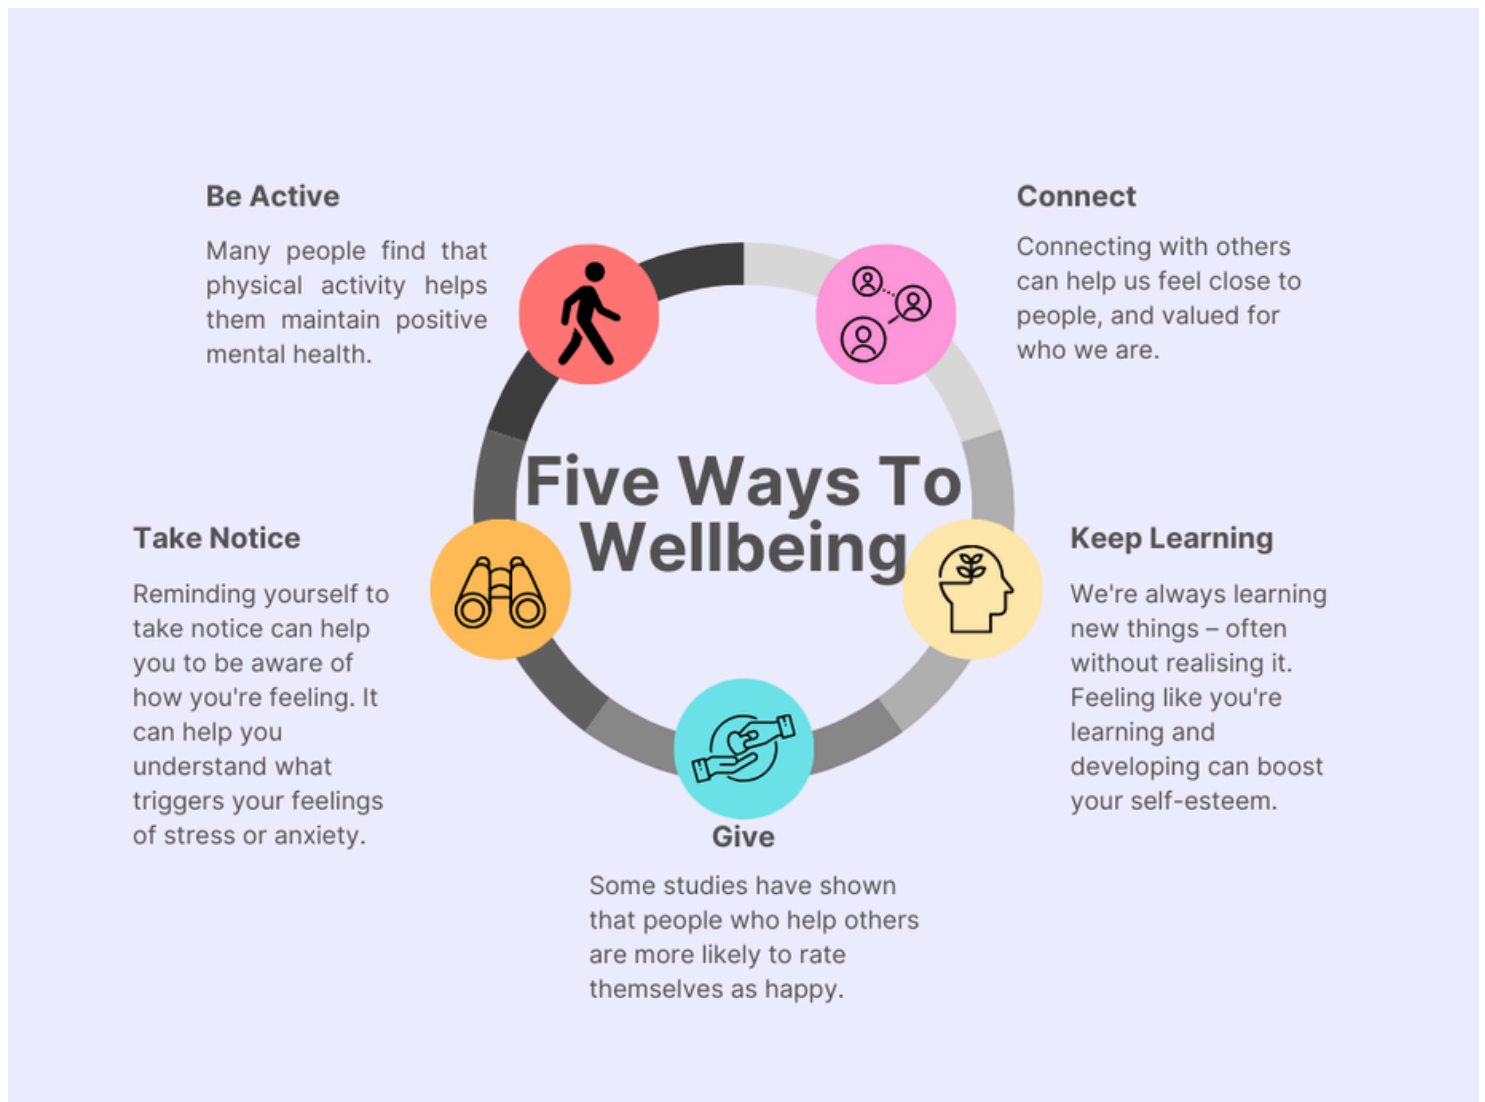 Be Active
Many people find that
physical activity helps
them maintain positive
mental health.
Connect
Connecting with others
can help us feel close to
people, and valued for
who we are.
Five Ways To
Wellbeing
Take Notice
Reminding yourself to
take notice can help
you to be aware of
how you're feeling. It
can help you
understand what
triggers your feelings
of stress or anxiety.
Keep Learning
We're always learning
new things – often
without realising it.
Feeling like you're
learning and
developing can boost
your self-esteem.
Give
Some studies have shown
that people who help others
are more likely to rate
themselves as happy.